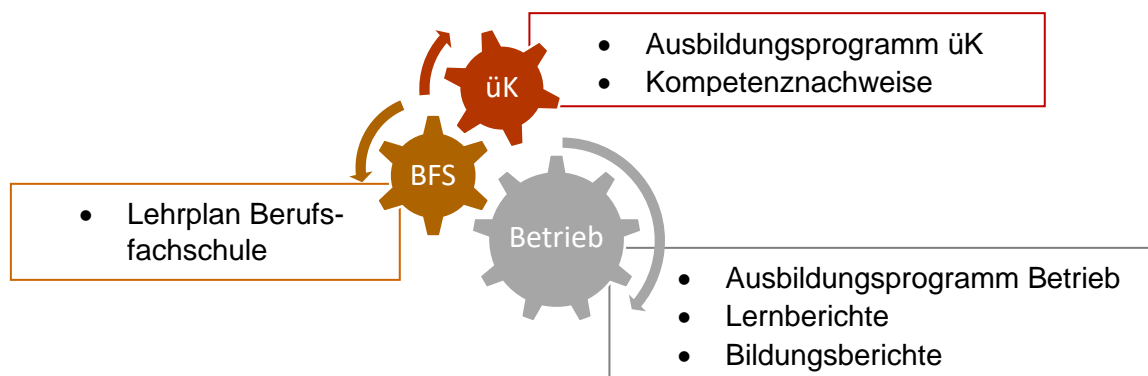 üK
• Ausbildungsprogramm üK
• Kompetenznachweise
BFS
• Lehrplan Berufs-
fachschule
Betrieb
• Ausbildungsprogramm Betrieb
• Lernberichte
• Bildungsberichte